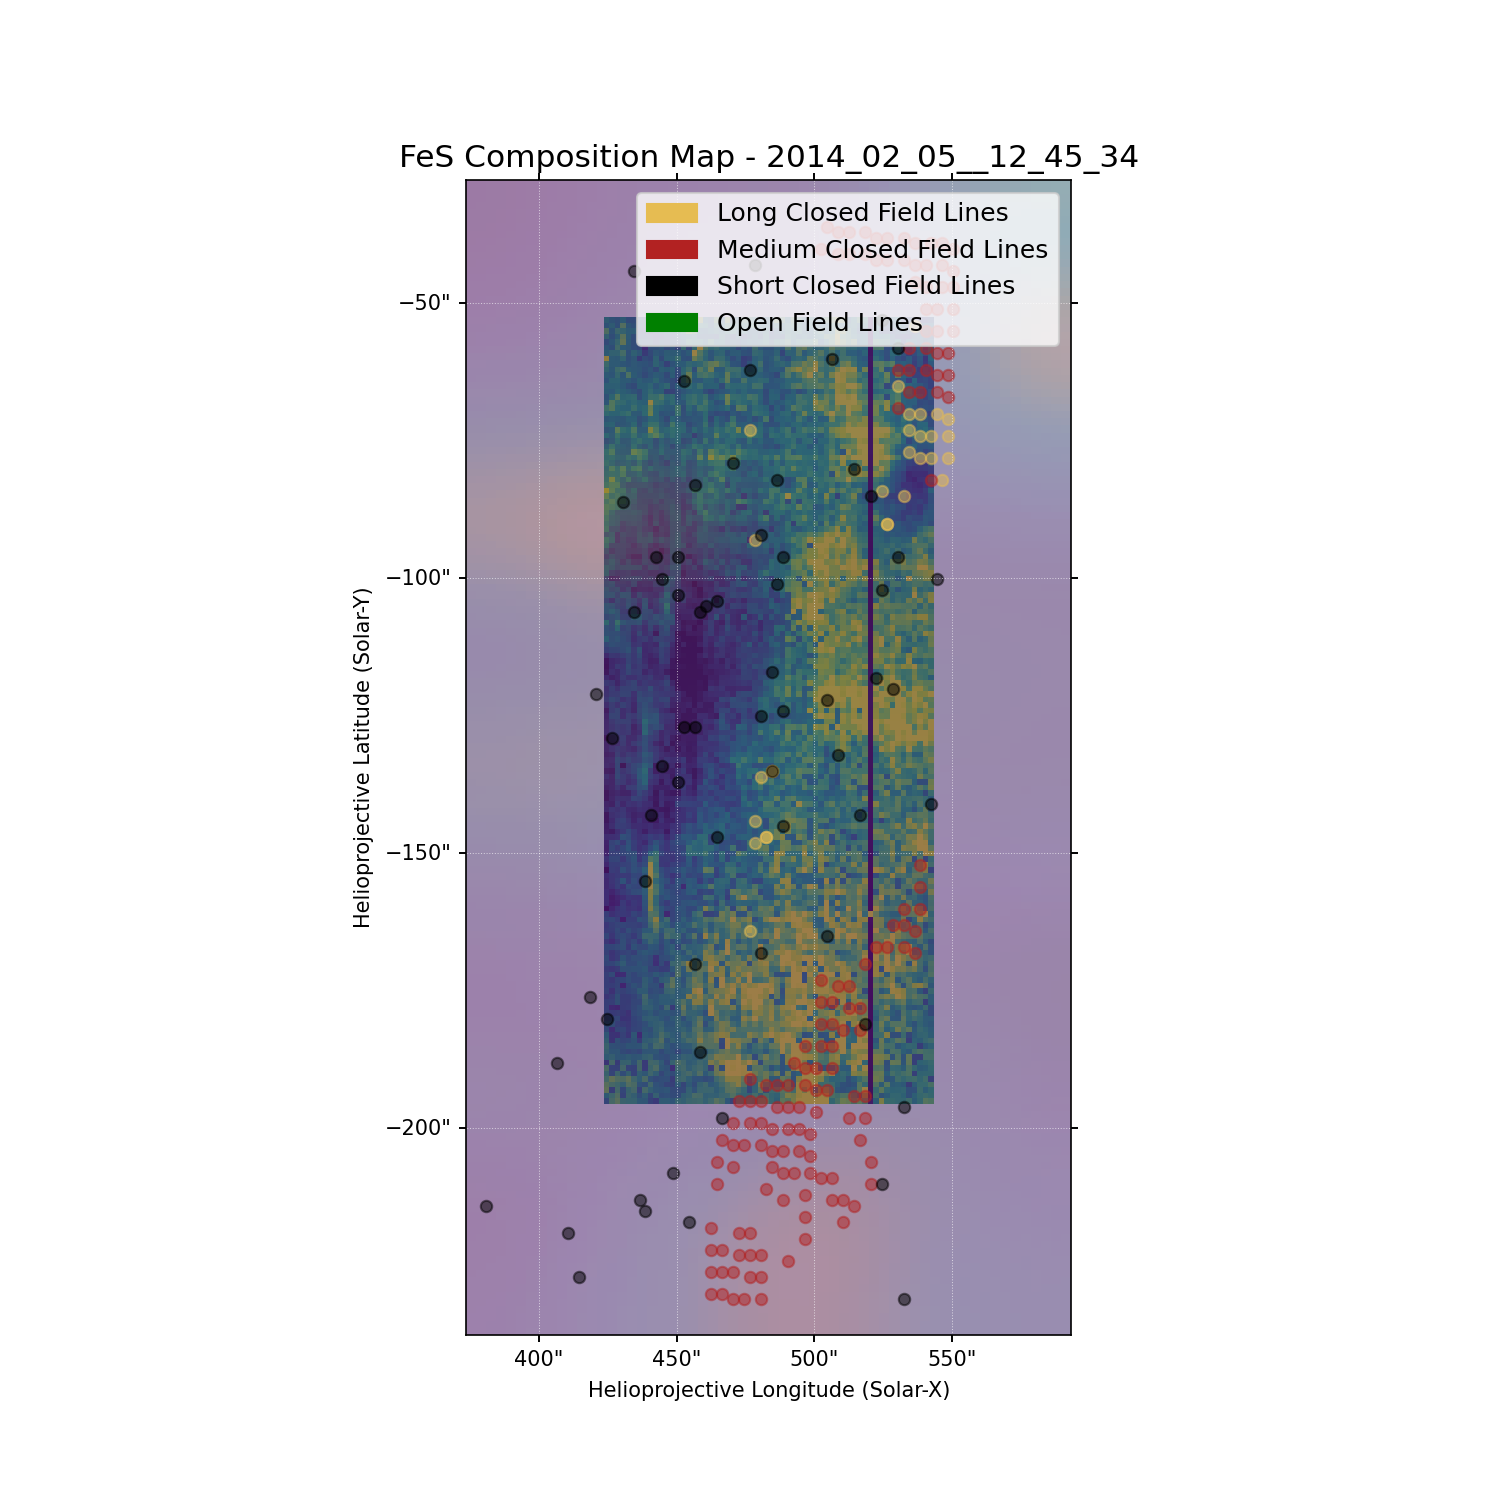 FeS Composition Map - 2014_02_05__12_45_34
Long Closed Field Lines
Medium Closed Field Lines
Short Closed Field Lines
Open Field Lines
−50"
−100"
−150"
−200"
Helioprojective Latitude (Solar-Y)
400" 450" 500" 550"
Helioprojective Longitude (Solar-X)